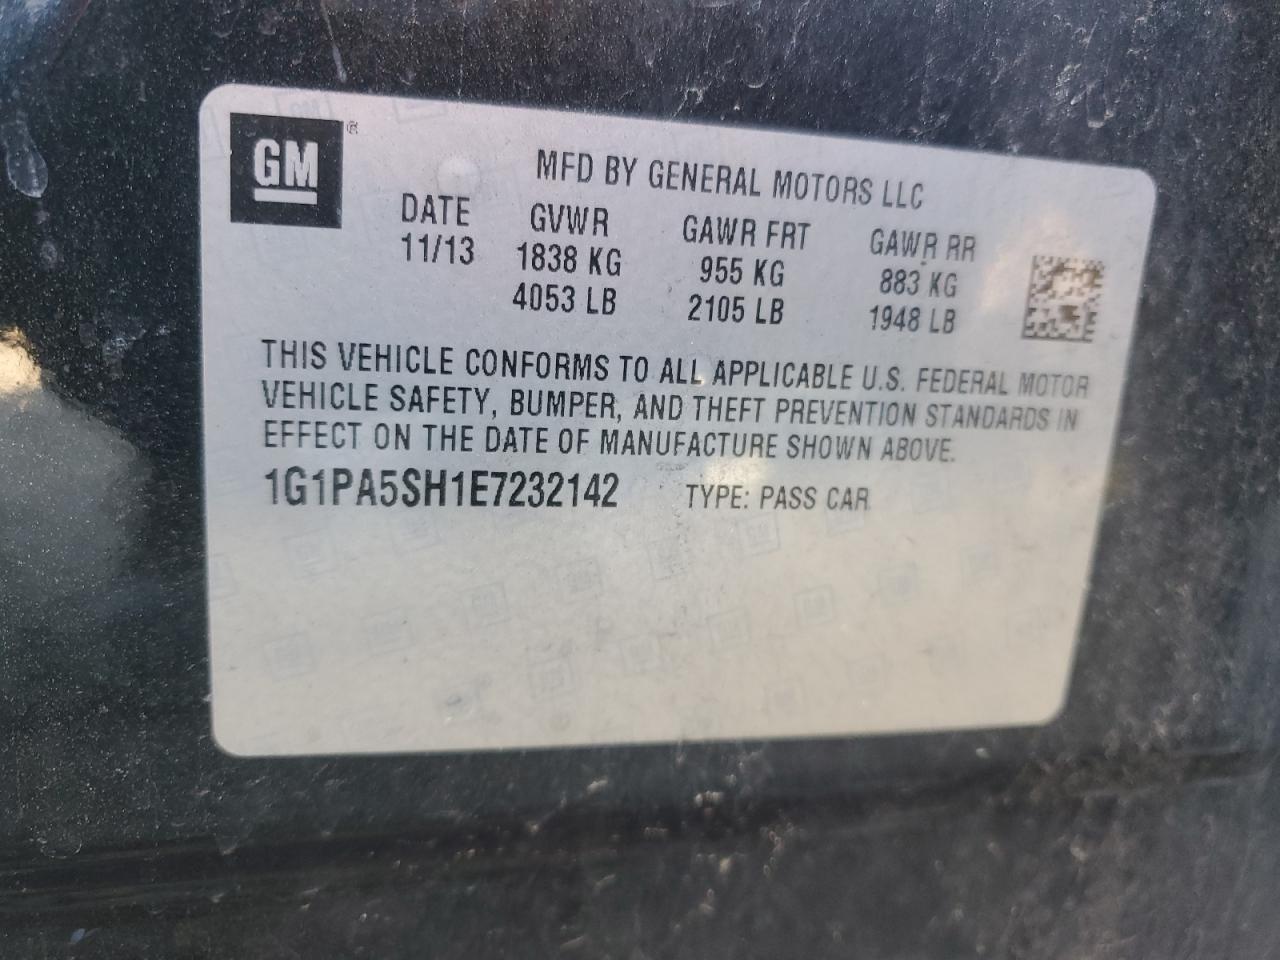 GM ®
MFD BY GENERAL MOTORS LLC
DATE GVWR GAWR FRT GAWR RR
11/13 1838 KG 955 KG 883 KG
4053 LB 2105 LB 1948 LB
THIS VEHICLE CONFORMS TO ALL APPLICABLE U.S. FEDERAL MOTOR
VEHICLE SAFETY, BUMPER, AND THEFT PREVENTION STANDARDS IN
EFFECT ON THE DATE OF MANUFACTURE SHOWN ABOVE.
1G1PA5SH1E7232142 TYPE: PASS CAR